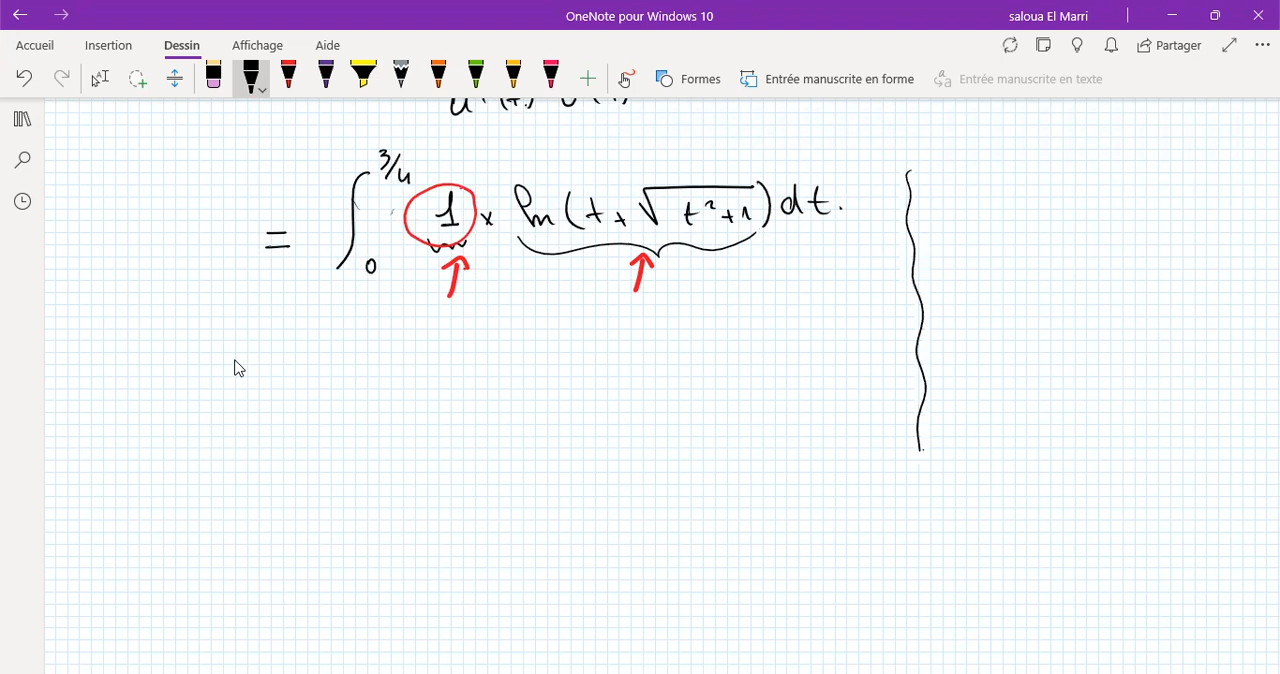 OneNote pour Windows 10
saloua El Marri
Accueil Insertion Dessin Affichage Aide
Partager
Formes Entrée manuscrite en forme Entrée manuscrite en texte
= ∫ 0 3/4 1 × ln(t + √t²+1) dt.